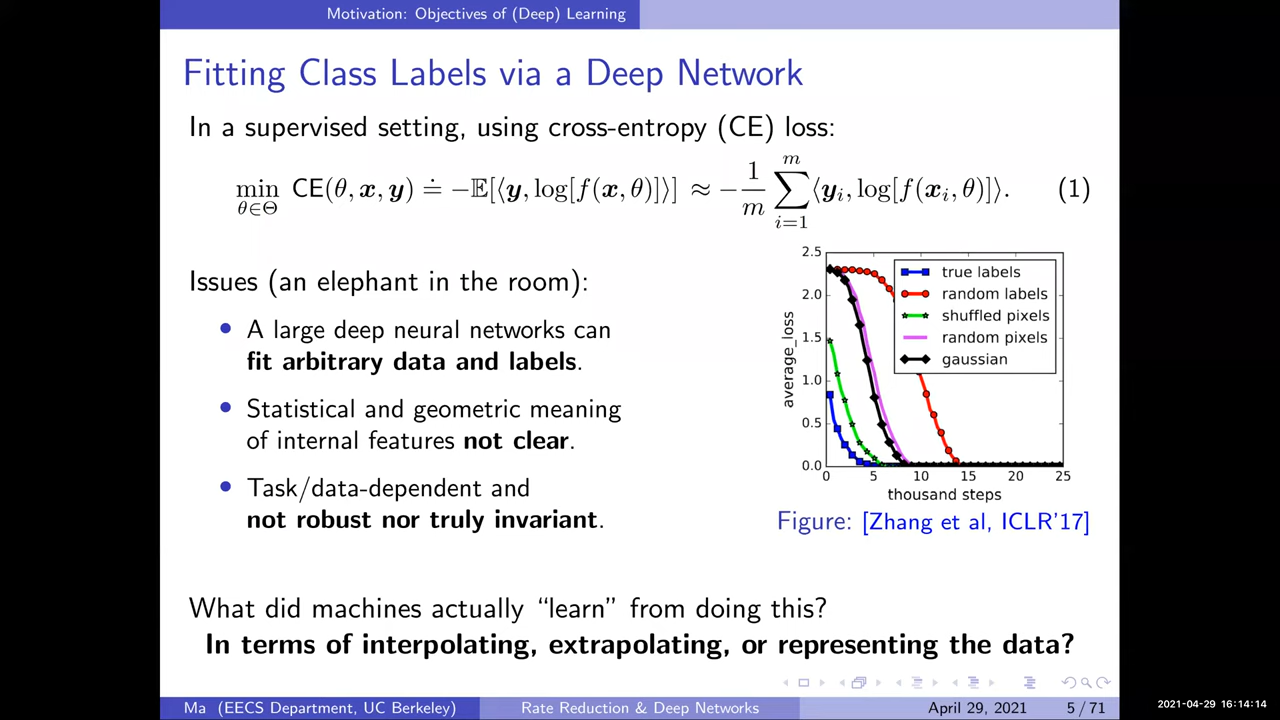 Motivation: Objectives of (Deep) Learning
Fitting Class Labels via a Deep Network
In a supervised setting, using cross-entropy (CE) loss:
min θ∈Θ CE(θ, x, y) ≐ −𝔼[⟨y, log[f(x, θ)]⟩] ≈ − 1/m ∑ i=1 m ⟨y_i, log[f(x_i, θ)]⟩. (1)
Issues (an elephant in the room):
• A large deep neural networks can
fit arbitrary data and labels.
• Statistical and geometric meaning
of internal features not clear.
• Task/data-dependent and
not robust nor truly invariant.
2.5
2.0
1.5
1.0
0.5
0.0
average_loss
true labels
random labels
shuffled pixels
random pixels
gaussian
0 5 10 15 20 25
thousand steps
Figure: [Zhang et al, ICLR'17]
What did machines actually “learn” from doing this?
In terms of interpolating, extrapolating, or representing the data?
Ma (EECS Department, UC Berkeley) Rate Reduction & Deep Networks April 29, 2021 5 / 71
2021-04-29 16:14:14